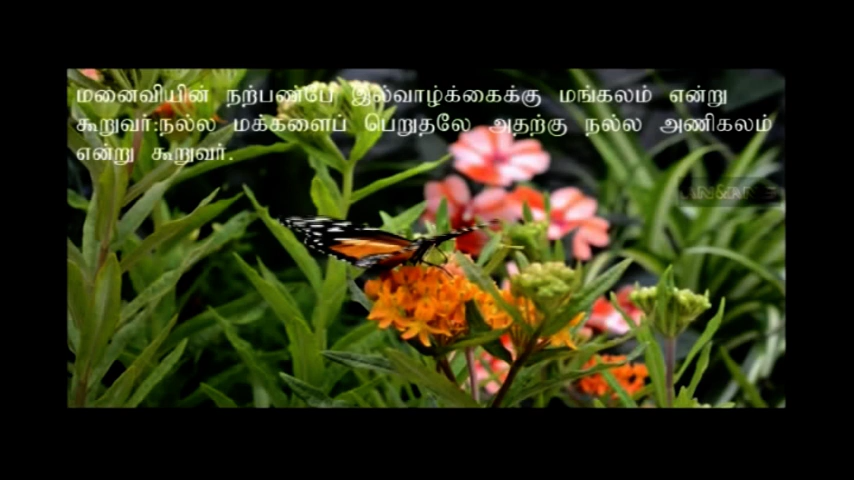 மனைவியின் நற்பண்பே இல்வாழ்க்கைக்கு மங்கலம் என்று
கூறுவர்:நல்ல மக்களைப் பெறுதலே அதற்கு நல்ல அணிகலம்
என்று கூறுவர்.